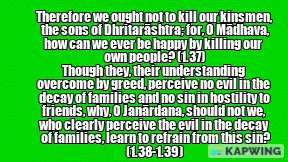 Therefore we ought not to kill our kinsmen,
the sons of Dhritarashtra; for, O Madhava,
how can we ever be happy by killing our
own people? (1.37)
Though they, their understanding
overcome by greed, perceive no evil in the
decay of families and no sin in hostility to
friends, why, O Janardana, should not we,
who clearly perceive the evil in the decay
of families, learn to refrain from this sin?
(1.38-1.39)
KAPWING